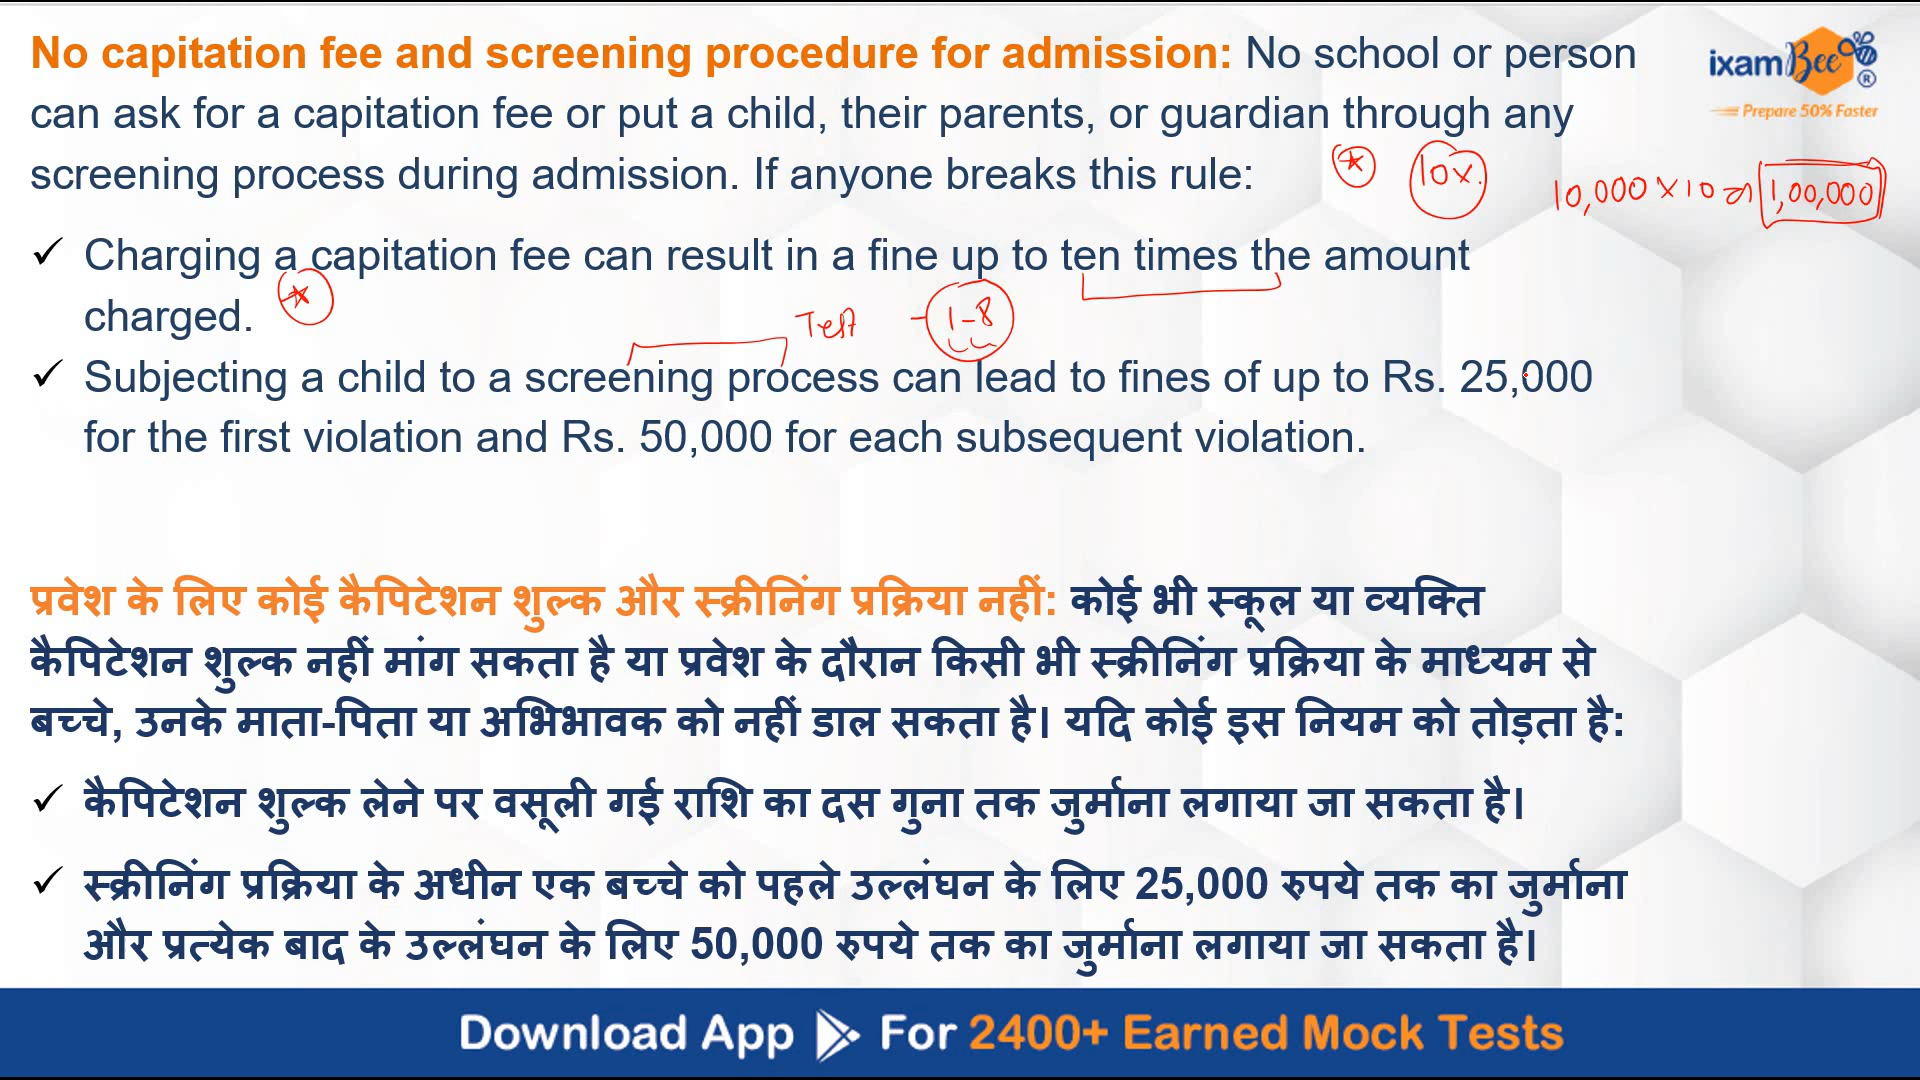 No capitation fee and screening procedure for admission: No school or person
can ask for a capitation fee or put a child, their parents, or guardian through any
screening process during admission. If anyone breaks this rule:
ixamBee
®
Prepare 50% Faster
10x.
10,000 × 10 = 1,00,000
✓ Charging a capitation fee can result in a fine up to ten times the amount
charged.
Test - 1-8
✓ Subjecting a child to a screening process can lead to fines of up to Rs. 25,000
for the first violation and Rs. 50,000 for each subsequent violation.
प्रवेश के लिए कोई कैपिटेशन शुल्क और स्क्रीनिंग प्रक्रिया नहीं: कोई भी स्कूल या व्यक्ति
कैपिटेशन शुल्क नहीं मांग सकता है या प्रवेश के दौरान किसी भी स्क्रीनिंग प्रक्रिया के माध्यम से
बच्चे, उनके माता-पिता या अभिभावक को नहीं डाल सकता है। यदि कोई इस नियम को तोड़ता है:
✓ कैपिटेशन शुल्क लेने पर वसूली गई राशि का दस गुना तक जुर्माना लगाया जा सकता है।
✓ स्क्रीनिंग प्रक्रिया के अधीन एक बच्चे को पहले उल्लंघन के लिए 25,000 रुपये तक का जुर्माना
और प्रत्येक बाद के उल्लंघन के लिए 50,000 रुपये तक का जुर्माना लगाया जा सकता है।
Download App For 2400+ Earned Mock Tests